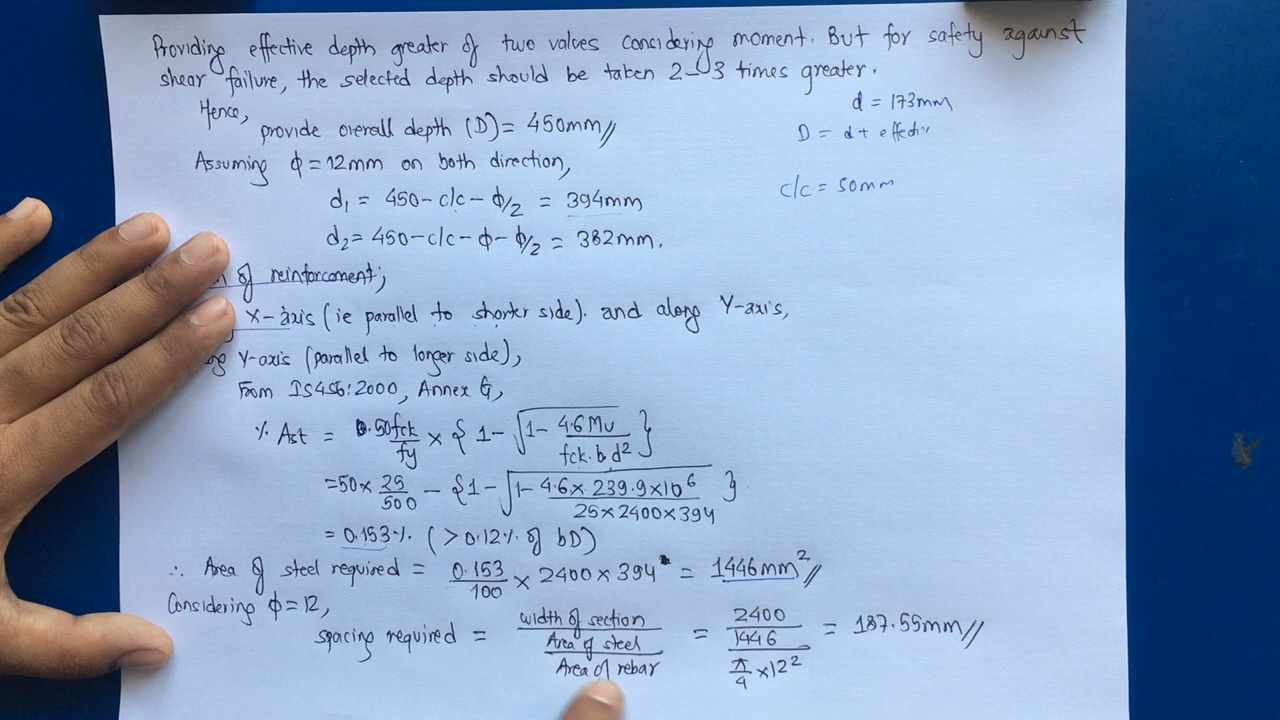 Providing effective depth greater of two values considering moment. But for safety against
shear failure, the selected depth should be taken 2-3 times greater.
Hence,
provide overall depth (D) = 450mm//
d = 173mm
D = d + effectiv
Assuming ϕ = 12mm on both direction,
c/c = 50mm
d₁ = 450 - c/c - ϕ/2 = 394mm
d₂ = 450 - c/c - ϕ - ϕ/2 = 382mm.
of reinforcement;
X-axis (ie parallel to shorter side). and along Y-axis,
Y-axis (parallel to longer side),
From IS456:2000, Annex G,
% Ast = 0.50fck/fy × { 1 - √(1 - 4.6 Mu / fck.b d²) }
= 50 × 25/500 - { 1 - √(1 - 4.6 × 239.9 × 10⁶ / 25 × 2400 × 394) }
= 0.153%. (> 0.12% of bD)
∴ Area of steel required = 0.153/100 × 2400 × 394 = 1446mm²//
Considering ϕ = 12,
spacing required = width of section / (Area of steel / Area of rebar) = 2400 / (1446 / (π/4 × 12²)) = 187.55mm//